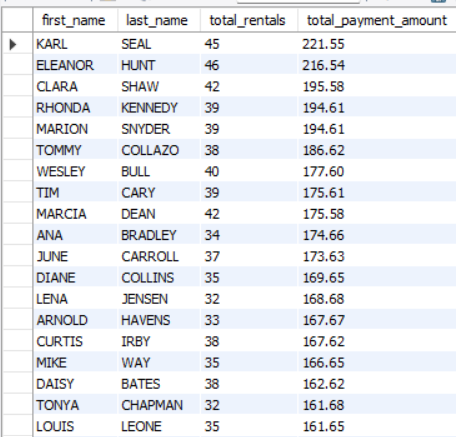 first_name last_name total_rentals total_payment_amount
KARL SEAL 45 221.55
ELEANOR HUNT 46 216.54
CLARA SHAW 42 195.58
RHONDA KENNEDY 39 194.61
MARION SNYDER 39 194.61
TOMMY COLLAZO 38 186.62
WESLEY BULL 40 177.60
TIM CARY 39 175.61
MARCIA DEAN 42 175.58
ANA BRADLEY 34 174.66
JUNE CARROLL 37 173.63
DIANE COLLINS 35 169.65
LENA JENSEN 32 168.68
ARNOLD HAVENS 33 167.67
CURTIS IRBY 38 167.62
MIKE WAY 35 166.65
DAISY BATES 38 162.62
TONYA CHAPMAN 32 161.68
LOUIS LEONE 35 161.65